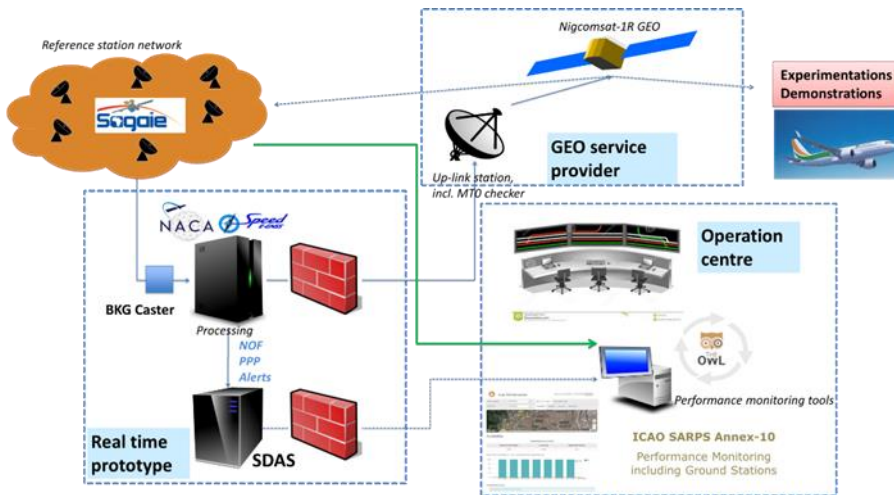 Reference station network
Sagaie
Nigcomsat-1R GEO
Experimentations
Demonstrations
GEO service
provider
Up-link station,
incl. MT0 checker
NACA
Speed
BKG Caster
Processing
NOF
PPP
Alerts
SDAS
Real time
prototype
Operation
centre
THE
OWL
Performance monitoring tools
ICAO SARPS Annex-10
Performance Monitoring
including Ground Stations